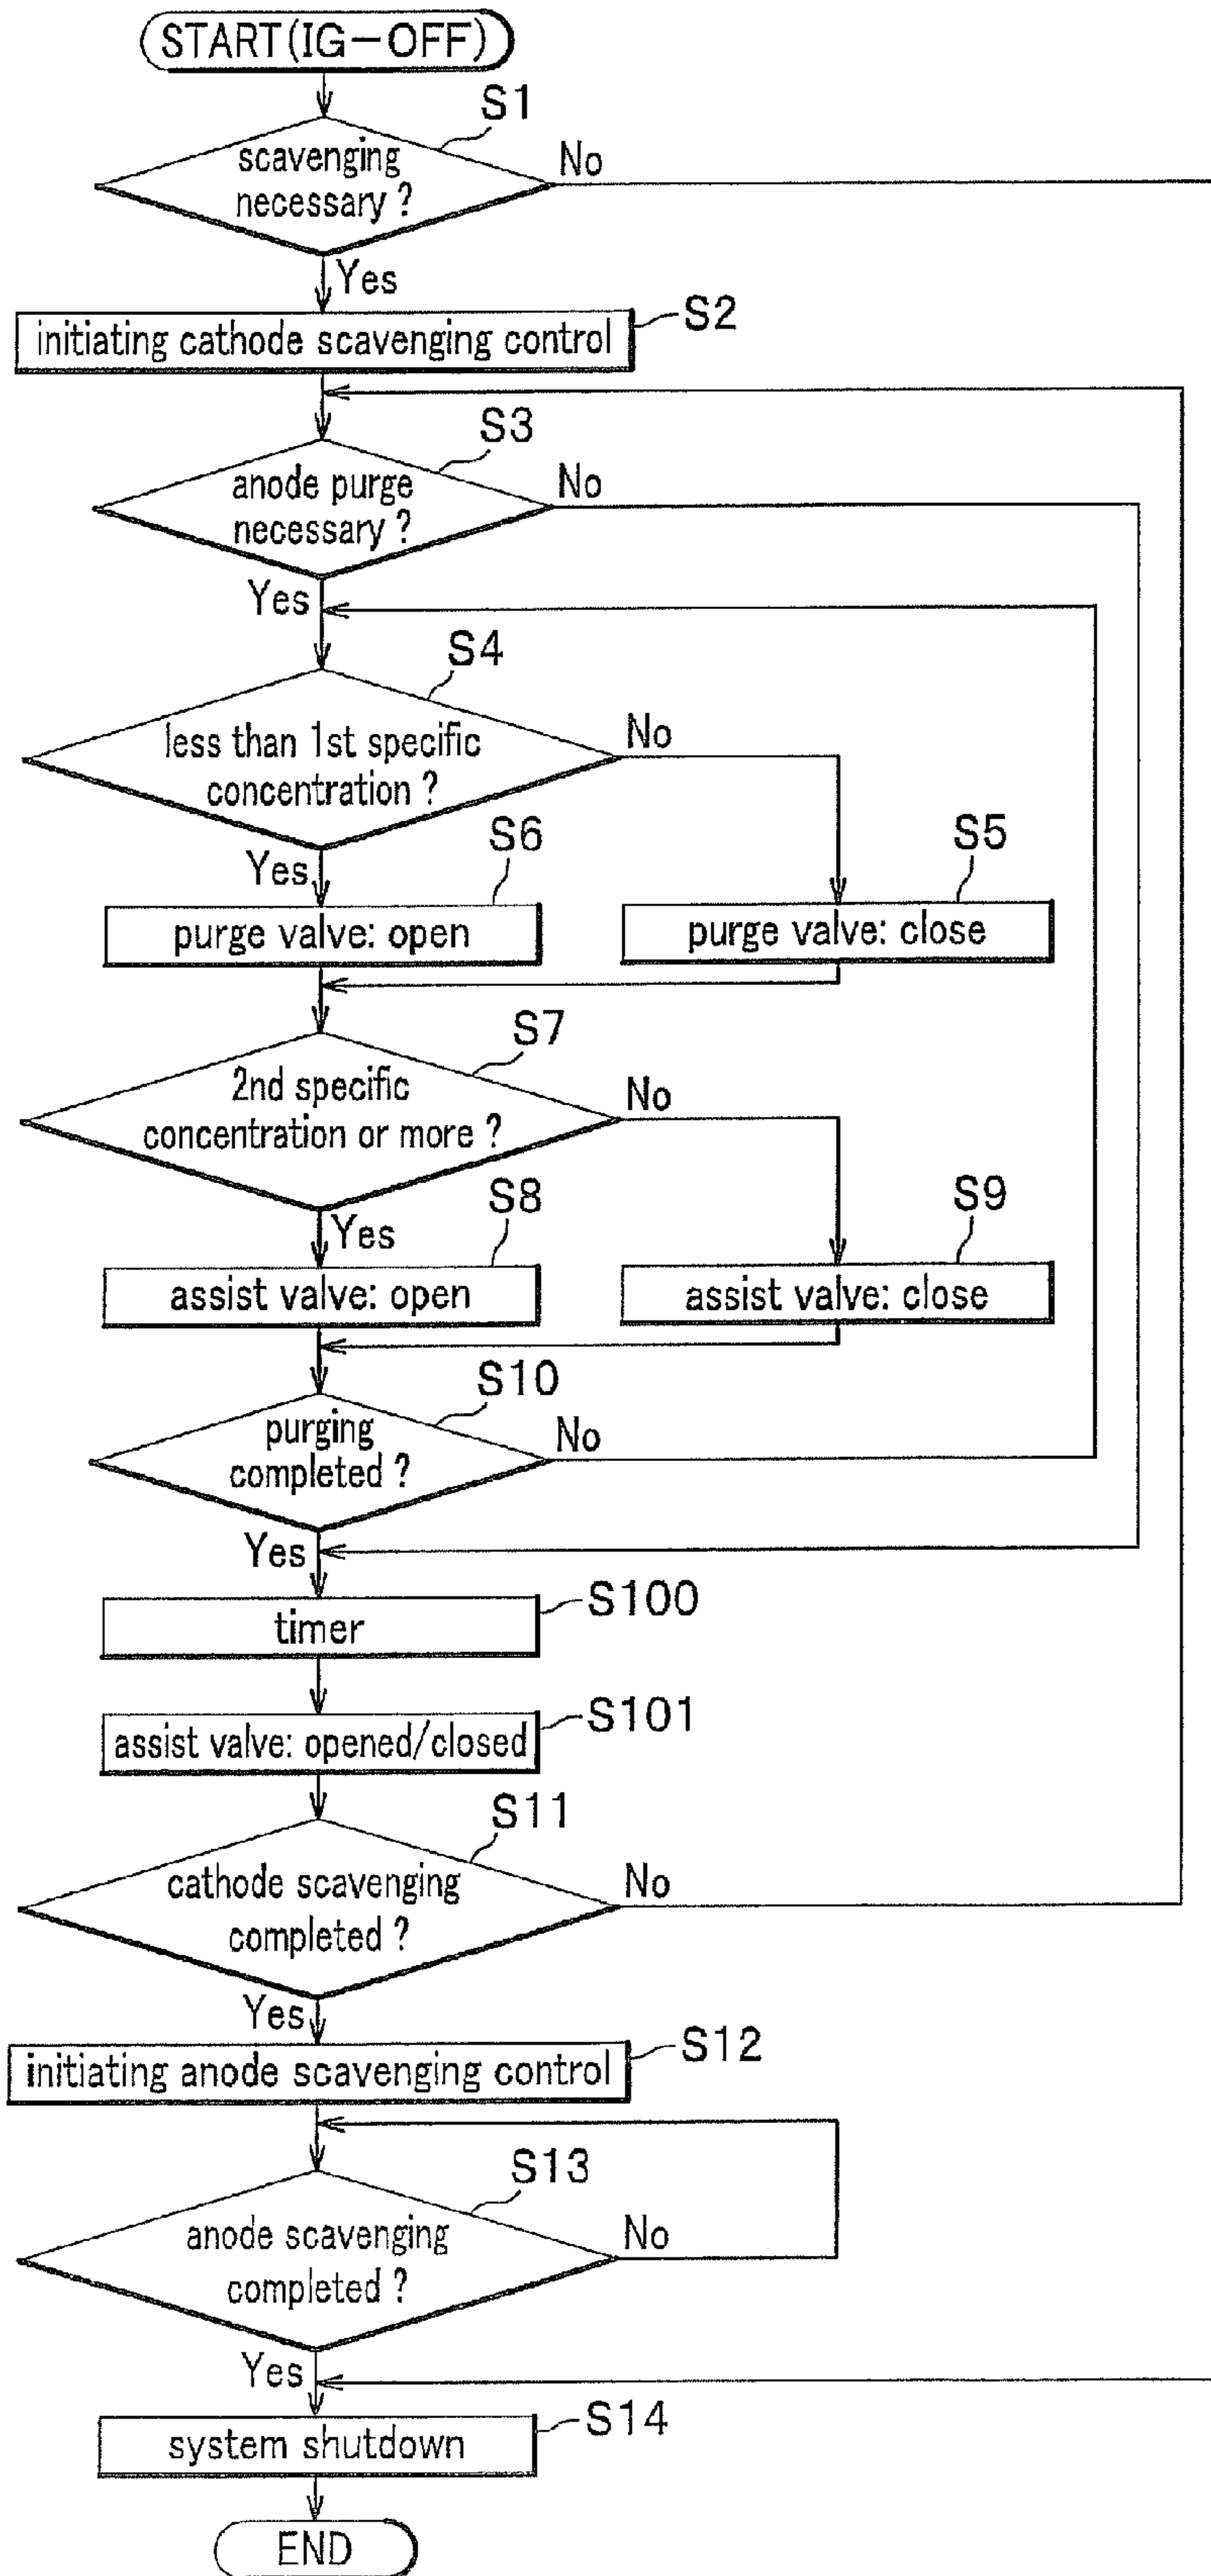 START(IG-OFF)
S1
scavenging
necessary ?
No
Yes
S2
initiating cathode scavenging control
S3
anode purge
necessary ?
No
Yes
S4
less than 1st specific
concentration ?
No
Yes
S6
S5
purge valve: open
purge valve: close
S7
2nd specific
concentration or more ?
No
Yes
S8
S9
assist valve: open
assist valve: close
S10
purging
completed ?
No
Yes
S100
timer
S101
assist valve: opened/closed
S11
cathode scavenging
completed ?
No
Yes
S12
initiating anode scavenging control
S13
anode scavenging
completed ?
No
Yes
S14
system shutdown
END